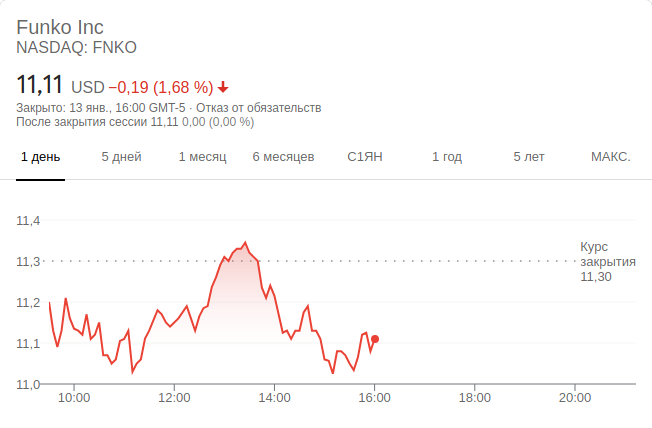 Funko Inc
NASDAQ: FNKO
11,11 USD −0,19 (1,68 %)
Закрыто: 13 янв., 16:00 GMT-5 · Отказ от обязательств
После закрытия сессии 11,11 0,00 (0,00 %)
1 день 5 дней 1 месяц 6 месяцев С1ЯН 1 год 5 лет МАКС.
11,4
Курс
11,3 закрытия
11,30
11,2
11,1
11,0
10:00 12:00 14:00 16:00 18:00 20:00